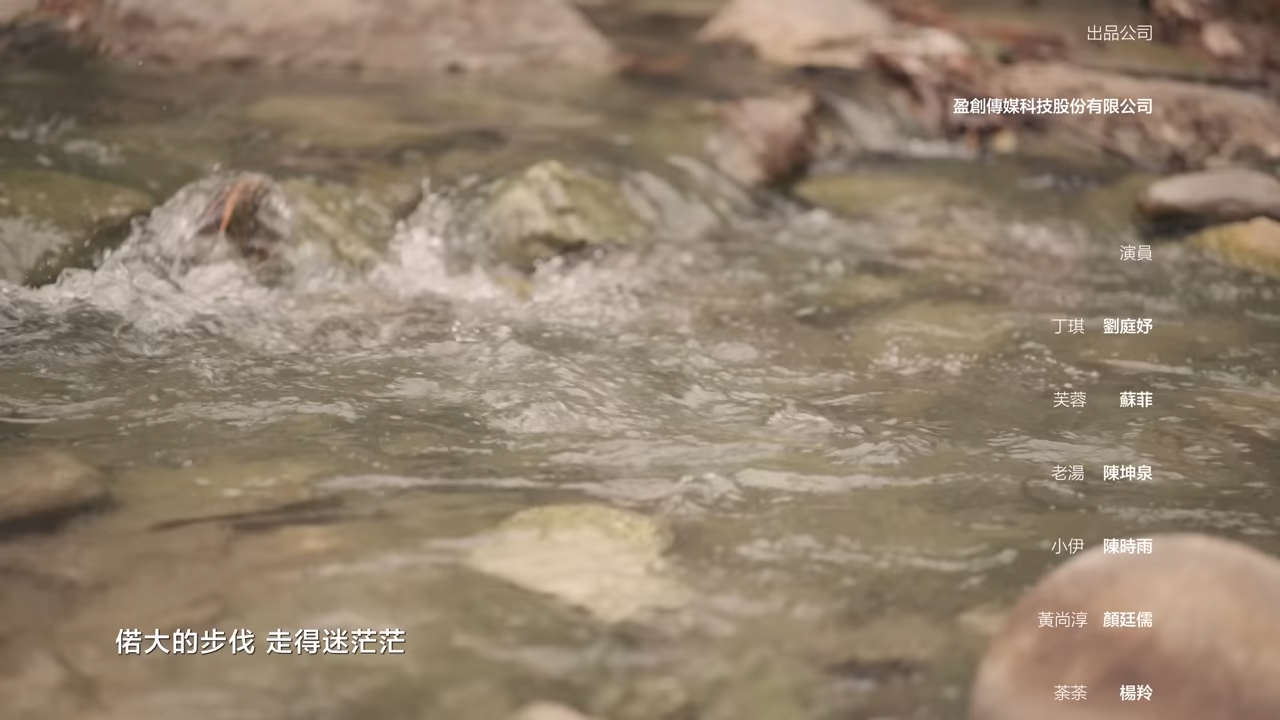 出品公司
盈創傳媒科技股份有限公司
演員
丁琪 劉庭妤
芙蓉 蘇菲
老湯 陳坤泉
小伊 陳時雨
黃尚淳 顏廷儒
偌大的步伐 走得迷茫茫
荼荼 楊羚